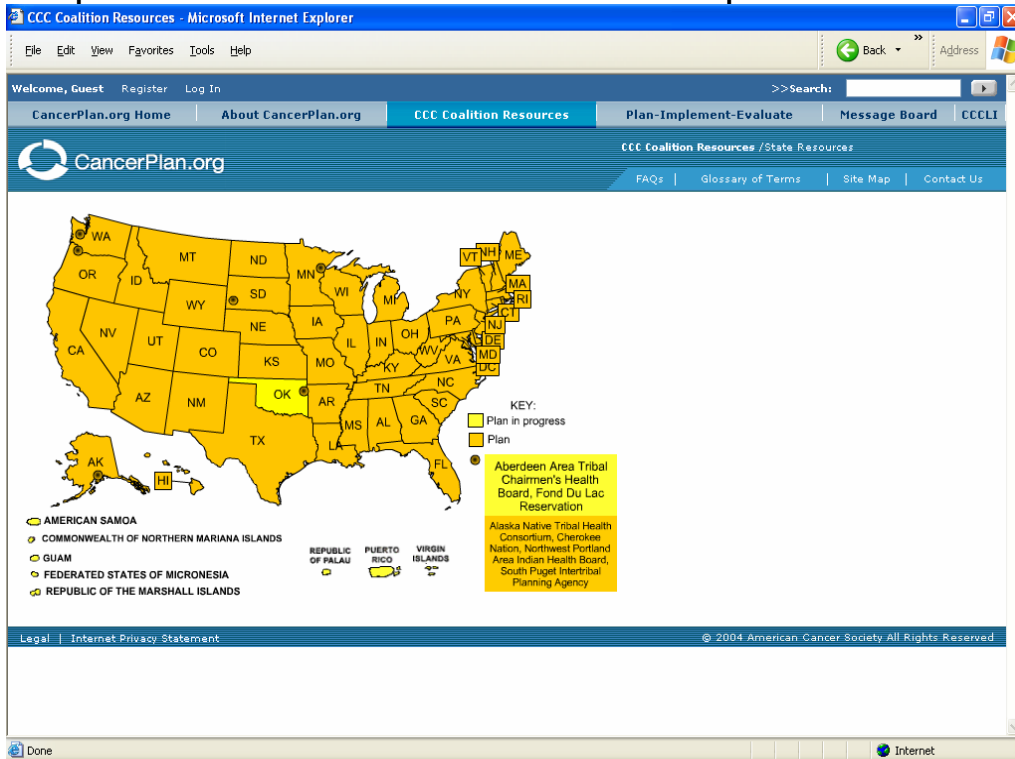 CCC Coalition Resources - Microsoft Internet Explorer
File Edit View Favorites Tools Help
Back
»
Address
Welcome, Guest Register Log In
>>Search:
CancerPlan.org Home About CancerPlan.org CCC Coalition Resources Plan-Implement-Evaluate Message Board CCCLI
CancerPlan.org
CCC Coalition Resources /State Resources
FAQs | Glossary of Terms | Site Map | Contact Us
WA
MT
ND
MN
VT
NH
ME
OR
ID
SD
WI
MI
NY
MA
RI
CT
WY
NE
IA
IL
IN
OH
PA
NJ
DE
MD
DC
NV
UT
CO
KS
MO
KY
WV
VA
CA
AZ
NM
OK
AR
TN
NC
SC
TX
LA
MS
AL
GA
FL
AK
HI
KEY:
Plan in progress
Plan
Aberdeen Area Tribal
Chairmen's Health
Board, Fond Du Lac
Reservation
Alaska Native Tribal Health
Consortium, Cherokee
Nation, Northwest Portland
Area Indian Health Board,
South Puget Intertribal
Planning Agency
AMERICAN SAMOA
COMMONWEALTH OF NORTHERN MARIANA ISLANDS
GUAM
FEDERATED STATES OF MICRONESIA
REPUBLIC OF THE MARSHALL ISLANDS
REPUBLIC
OF PALAU
PUERTO
RICO
VIRGIN
ISLANDS
Legal | Internet Privacy Statement
© 2004 American Cancer Society All Rights Reserved
Done
Internet